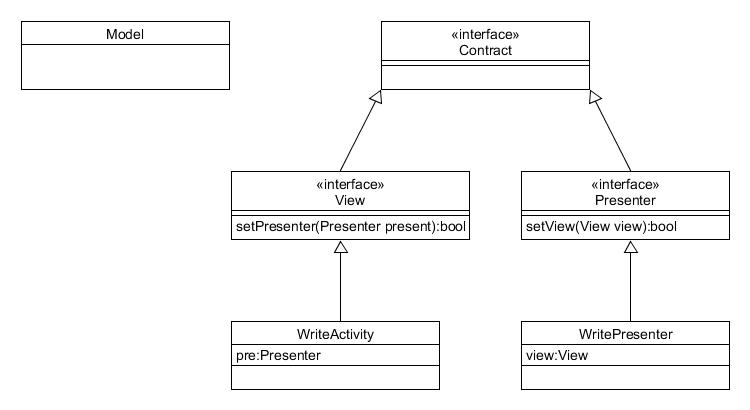 Model
«interface»
Contract
«interface»
View
setPresenter(Presenter present):bool
«interface»
Presenter
setView(View view):bool
WriteActivity
pre:Presenter
WritePresenter
view:View